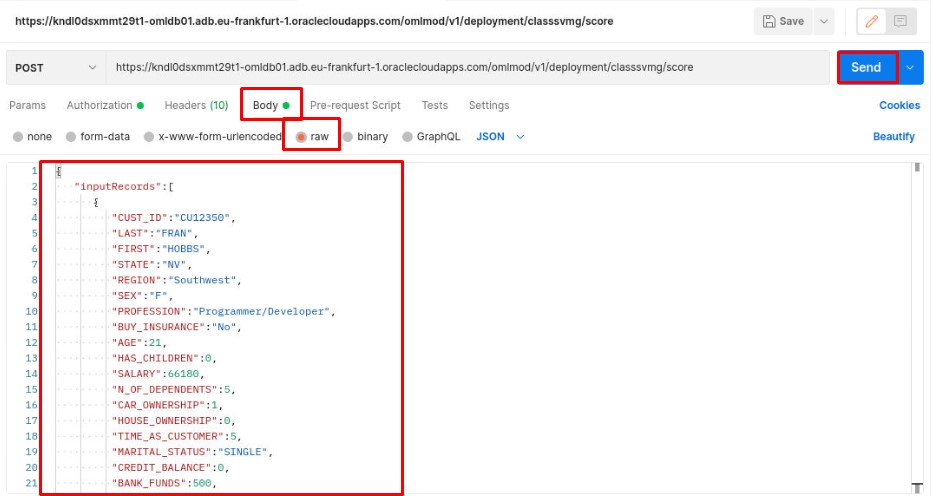 https://kndl0dsxmmt29t1-omldb01.adb.eu-frankfurt-1.oraclecloudapps.com/omlmod/v1/deployment/classsvmg/score
Save
POST
https://kndl0dsxmmt29t1-omldb01.adb.eu-frankfurt-1.oraclecloudapps.com/omlmod/v1/deployment/classsvmg/score
Send
Params Authorization Headers (10) Body Pre-request Script Tests Settings Cookies
none form-data x-www-form-urlencoded raw binary GraphQL JSON Beautify
1 {
2 "inputRecords":[
3 {
4 "CUST_ID":"CU12350",
5 "LAST":"FRAN",
6 "FIRST":"HOBBS",
7 "STATE":"NV",
8 "REGION":"Southwest",
9 "SEX":"F",
10 "PROFESSION":"Programmer/Developer",
11 "BUY_INSURANCE":"No",
12 "AGE":21,
13 "HAS_CHILDREN":0,
14 "SALARY":66180,
15 "N_OF_DEPENDENTS":5,
16 "CAR_OWNERSHIP":1,
17 "HOUSE_OWNERSHIP":0,
18 "TIME_AS_CUSTOMER":5,
19 "MARITAL_STATUS":"SINGLE",
20 "CREDIT_BALANCE":0,
21 "BANK_FUNDS":500,